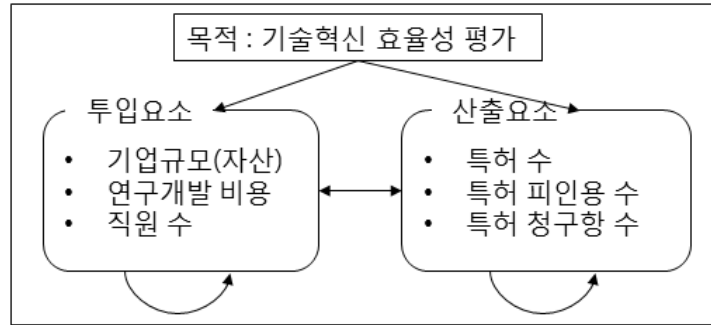 목적 : 기술혁신 효율성 평가
투입요소
• 기업규모(자산)
• 연구개발 비용
• 직원 수
산출요소
• 특허 수
• 특허 피인용 수
• 특허 청구항 수